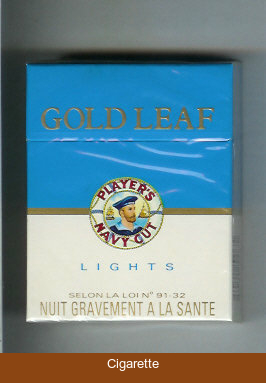 GOLD LEAF
PLAYER'S
NAVY CUT
LIGHTS
SELON LA LOI N° 91-32
NUIT GRAVEMENT A LA SANTE
Cigarette